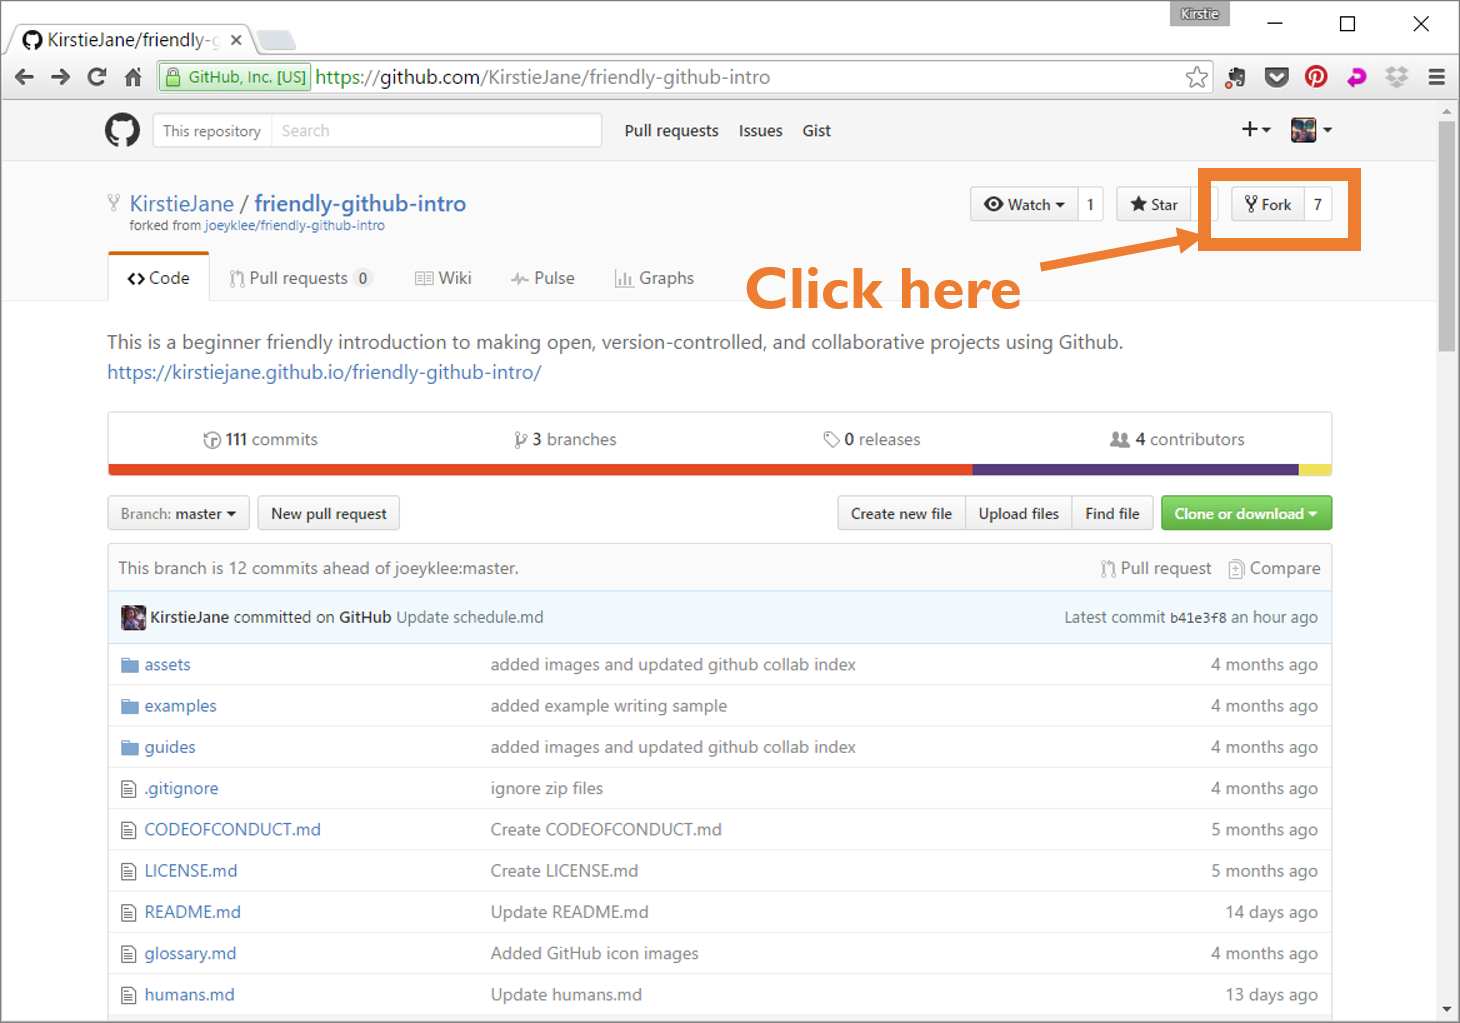 Kirstie
KirstieJane/friendly-g
GitHub, Inc. [US] https://github.com/KirstieJane/friendly-github-intro
This repository Search Pull requests Issues Gist
KirstieJane / friendly-github-intro Watch 1 Star Fork 7
forked from joeyklee/friendly-github-intro
Code Pull requests 0 Wiki Pulse Graphs
Click here
This is a beginner friendly introduction to making open, version-controlled, and collaborative projects using Github.
https://kirstiejane.github.io/friendly-github-intro/
111 commits 3 branches 0 releases 4 contributors
Branch: master New pull request Create new file Upload files Find file Clone or download
This branch is 12 commits ahead of joeyklee:master. Pull request Compare
KirstieJane committed on GitHub Update schedule.md Latest commit b41e3f8 an hour ago
assets added images and updated github collab index 4 months ago
examples added example writing sample 4 months ago
guides added images and updated github collab index 4 months ago
.gitignore ignore zip files 4 months ago
CODEOFCONDUCT.md Create CODEOFCONDUCT.md 5 months ago
LICENSE.md Create LICENSE.md 5 months ago
README.md Update README.md 14 days ago
glossary.md Added GitHub icon images 4 months ago
humans.md Update humans.md 13 days ago